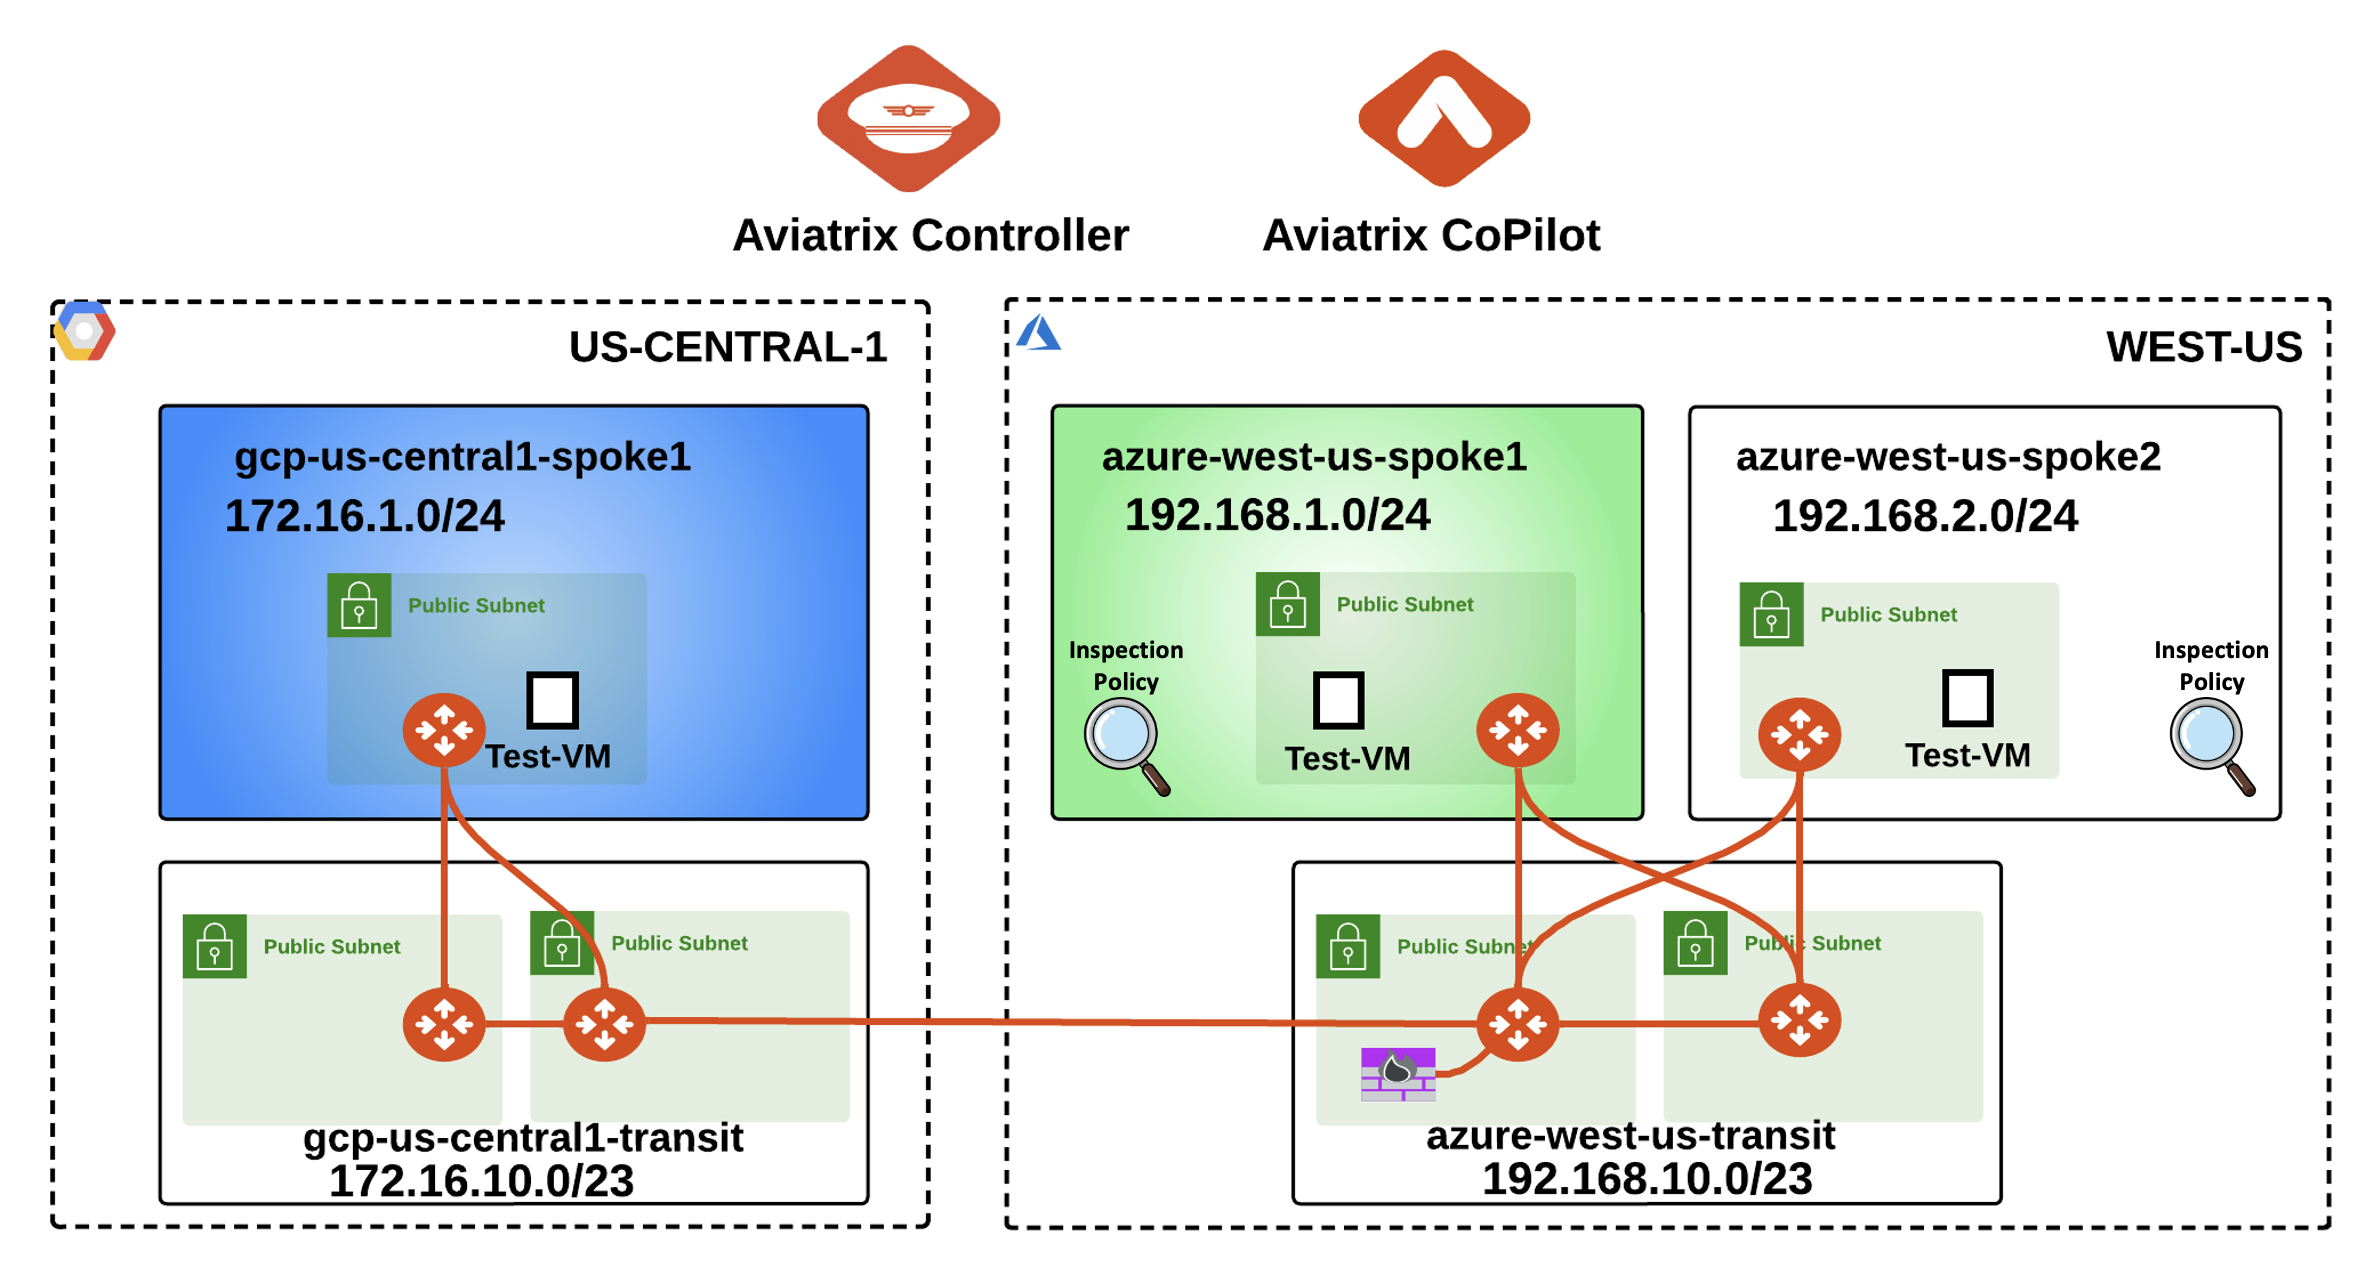 Aviatrix Controller
Aviatrix CoPilot
US-CENTRAL-1
gcp-us-central1-spoke1
172.16.1.0/24
Public Subnet
Test-VM
Public Subnet
Public Subnet
gcp-us-central1-transit
172.16.10.0/23
WEST-US
azure-west-us-spoke1
192.168.1.0/24
Public Subnet
Inspection
Policy
Test-VM
azure-west-us-spoke2
192.168.2.0/24
Public Subnet
Inspection
Policy
Test-VM
Public Subnet
Public Subnet
azure-west-us-transit
192.168.10.0/23